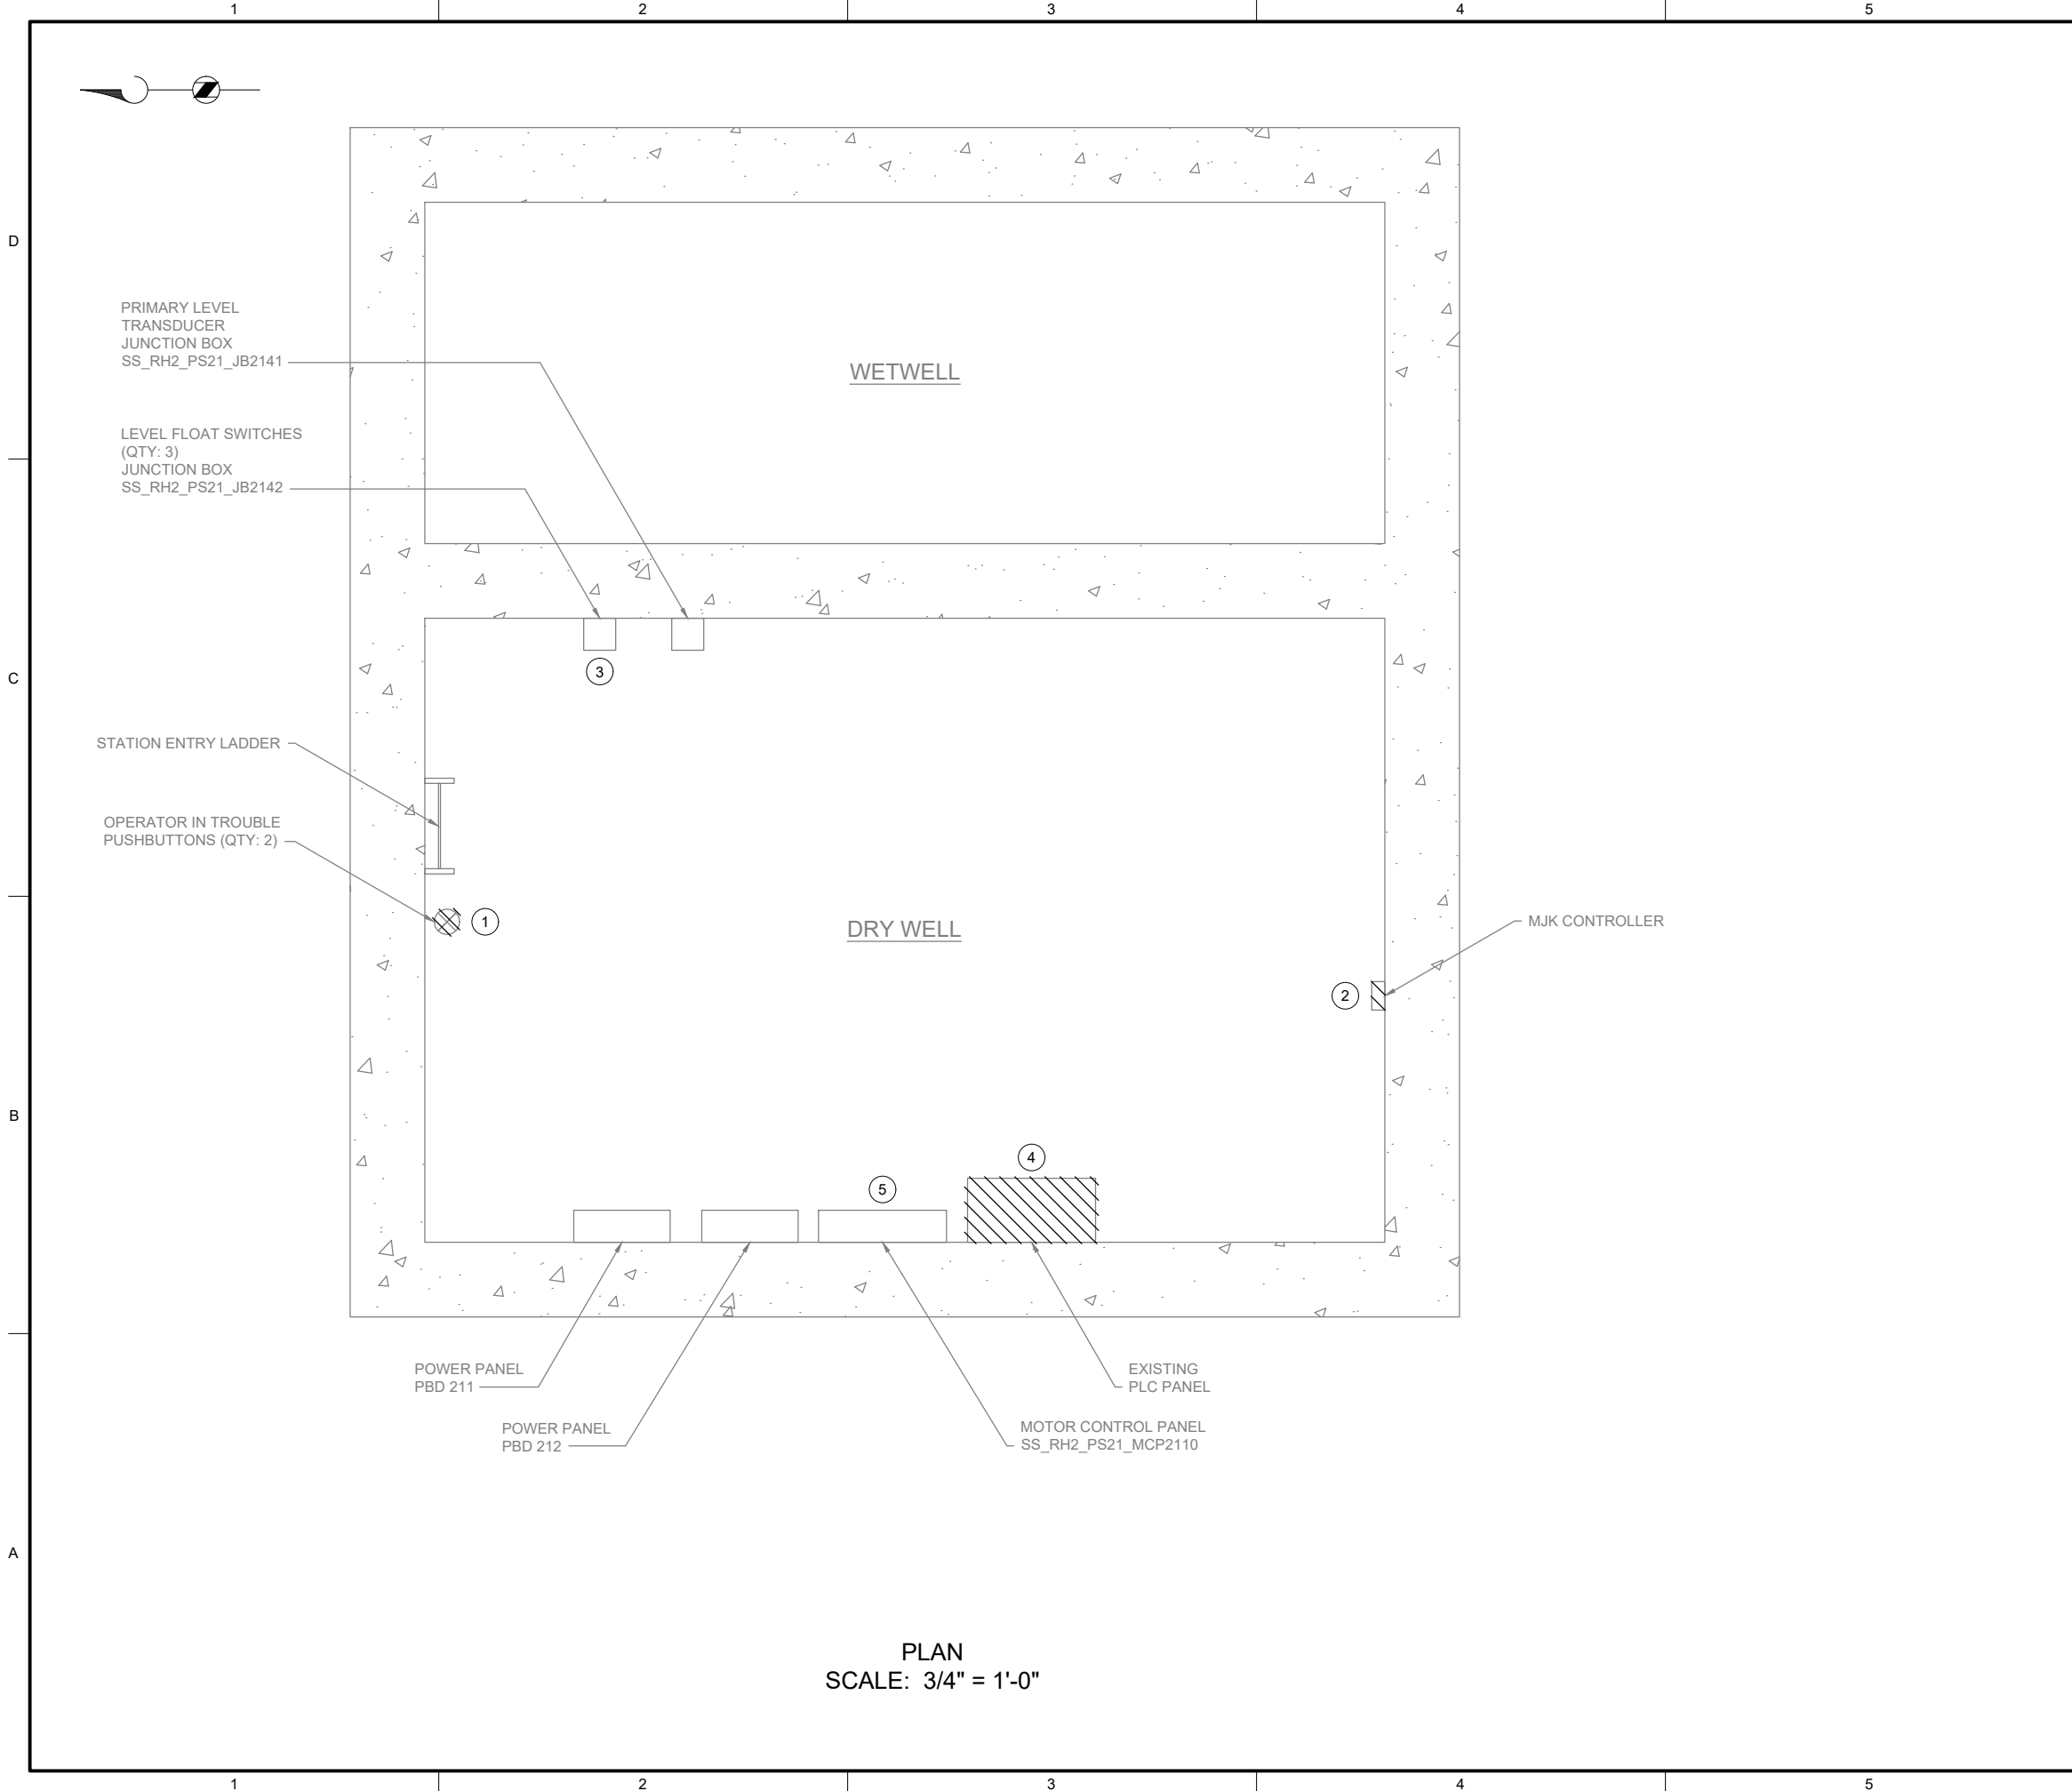 1 2 3 4 5
D
PRIMARY LEVEL
TRANSDUCER
JUNCTION BOX
SS_RH2_PS21_JB2141
WETWELL
LEVEL FLOAT SWITCHES
(QTY: 3)
JUNCTION BOX
SS_RH2_PS21_JB2142
3
C
STATION ENTRY LADDER
OPERATOR IN TROUBLE
PUSHBUTTONS (QTY: 2)
1
DRY WELL
MJK CONTROLLER
2
B
4
5
POWER PANEL
PBD 211
EXISTING
PLC PANEL
POWER PANEL
PBD 212
MOTOR CONTROL PANEL
SS_RH2_PS21_MCP2110
A
PLAN
SCALE: 3/4" = 1'-0"
1 2 3 4 5